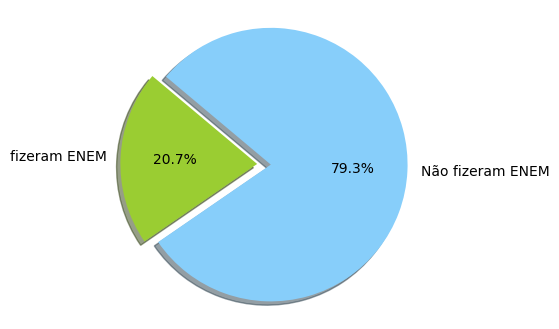 fizeram ENEM
20.7%
79.3%
Não fizeram ENEM